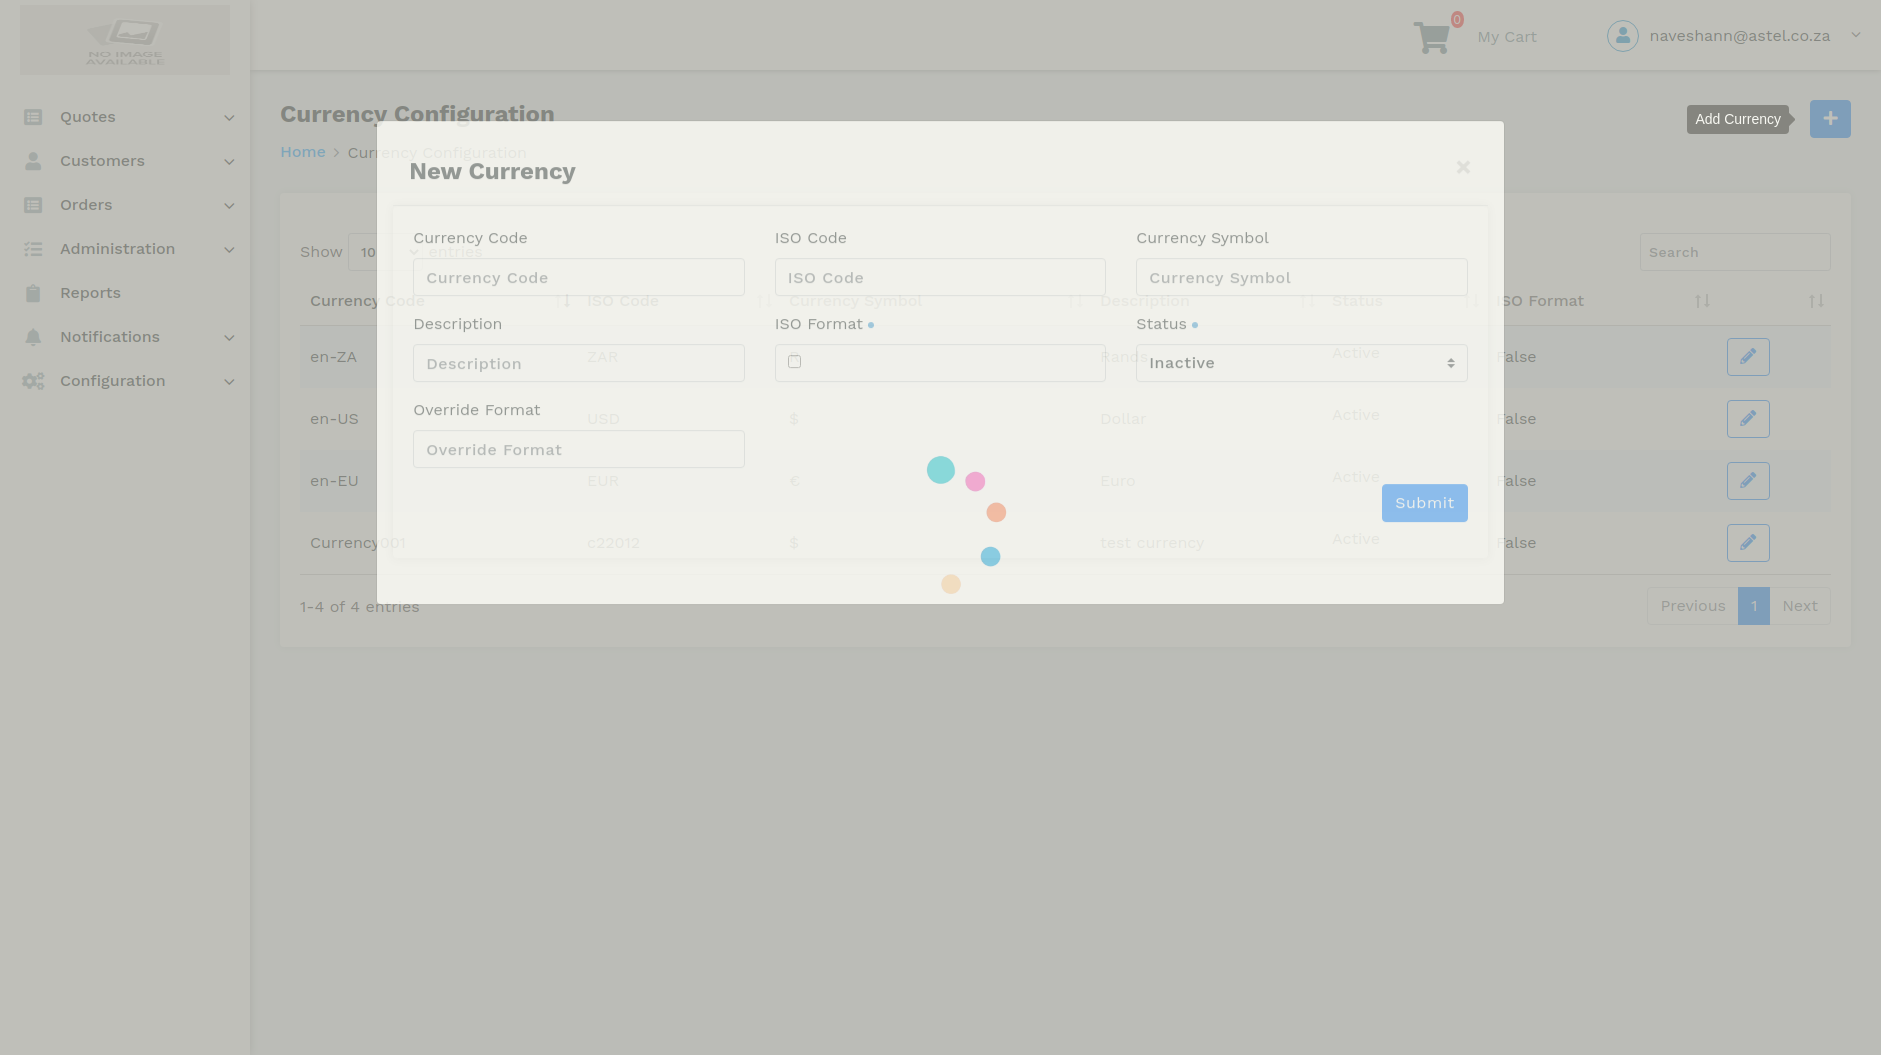 NO IMAGE
AVAILABLE
0
My Cart
naveshann@astel.co.za
Quotes
Customers
Orders
Administration
Reports
Notifications
Configuration
Currency Configuration
Home > Currency Configuration
Add Currency
New Currency
Show 10 entries
Search
Currency Code ISO Code Currency Symbol
Currency Code ISO Code Currency Symbol
Currency Code ISO Code Currency Symbol Description Status ISO Format
Description ISO Format Status
Description Inactive
en-ZA ZAR Rands Active False
Override Format
en-US USD $ Dollar Active False
Override Format
en-EU EUR € Euro Active False
Submit
Currency001 c22012 $ test currency Active False
1-4 of 4 entries
Previous 1 Next